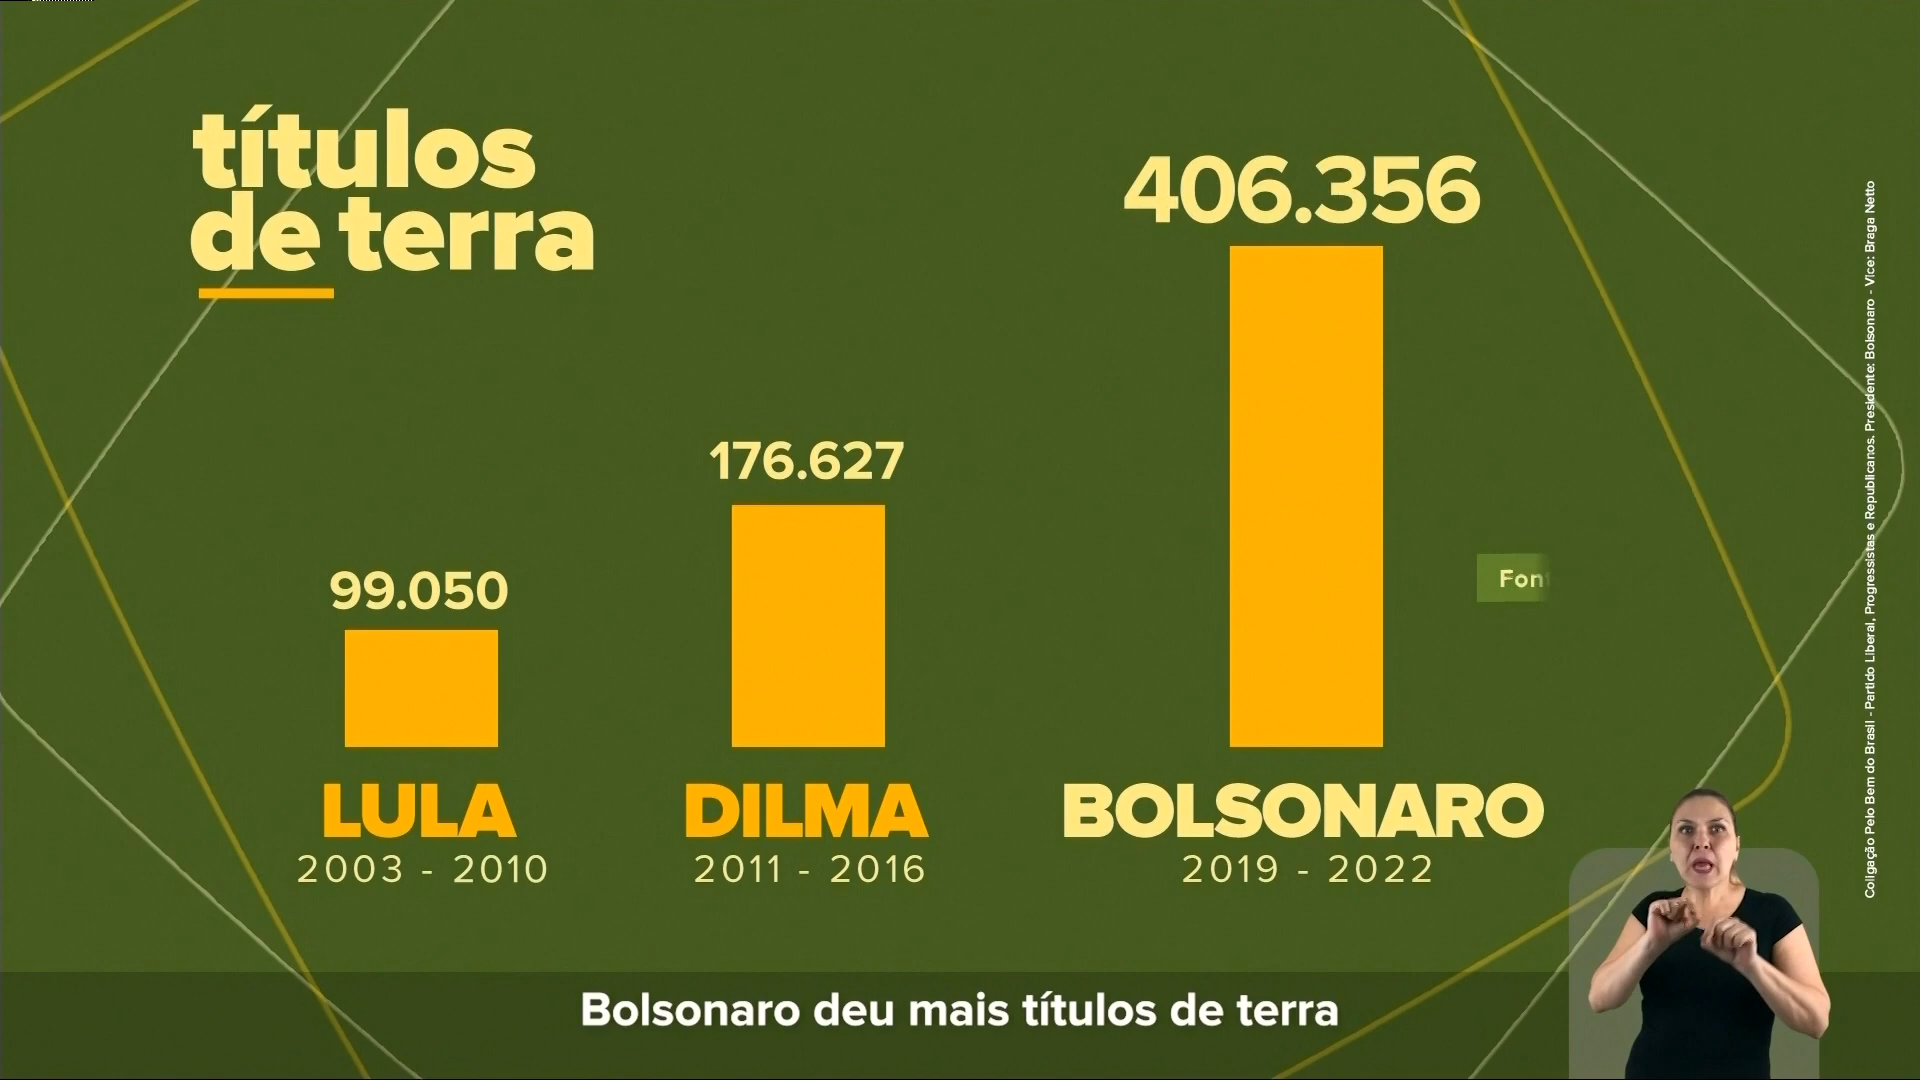 títulos
de terra
406.356
176.627
99.050
Fon
LULA
DILMA
BOLSONARO
2003 - 2010
2011 - 2016
2019 - 2022
Bolsonaro deu mais títulos de terra
Coligação Pelo Bem do Brasil - Partido Liberal, Progressistas e Republicanos. Presidente: Bolsonaro - Vice: Braga Netto